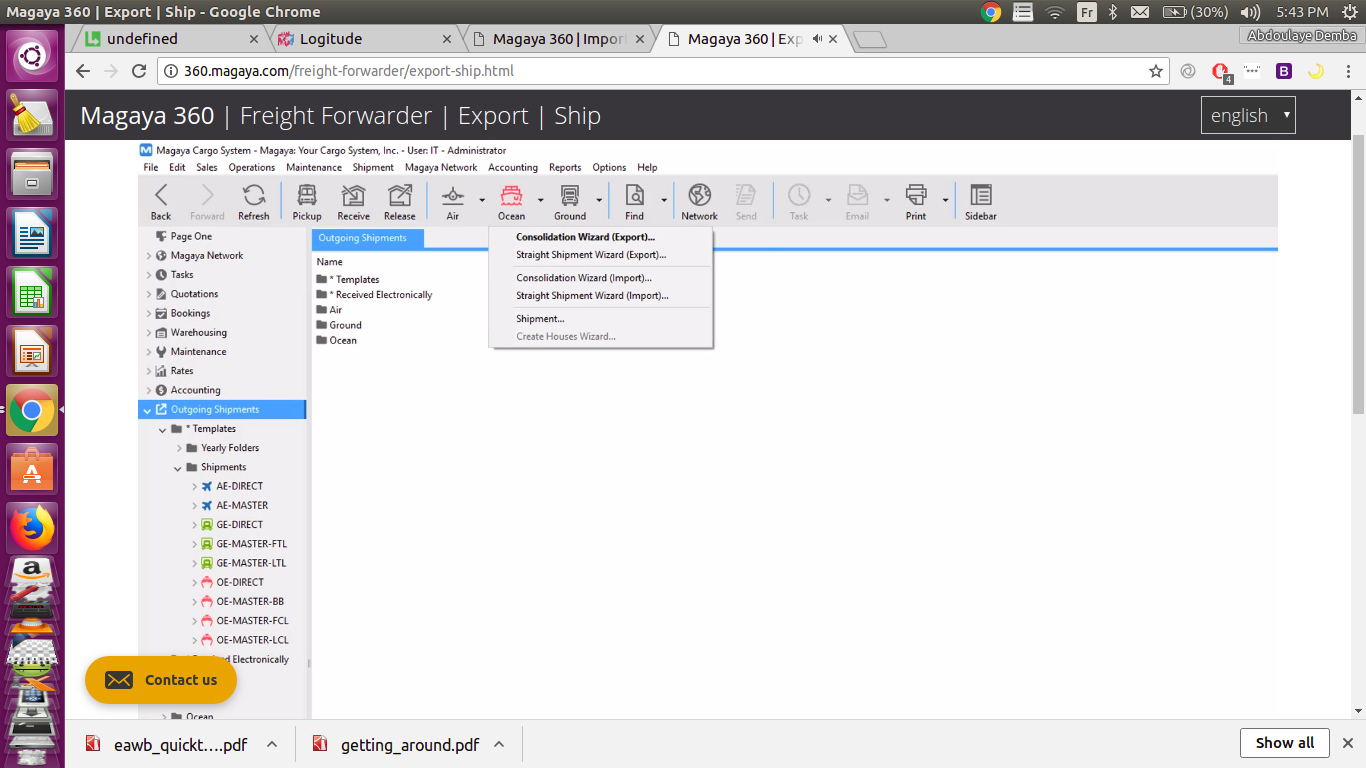 Magaya 360 | Export | Ship - Google Chrome
Fr
(30%)
5:43 PM
undefined
Logitude
Magaya 360 | Impor
Magaya 360 | Exp
Abdoulaye Demba
360.magaya.com/freight-forwarder/export-ship.html
4
B
Magaya 360 | Freight Forwarder | Export | Ship
english
Magaya Cargo System - Magaya: Your Cargo System, Inc. - User: IT - Administrator
File Edit Sales Operations Maintenance Shipment Magaya Network Accounting Reports Options Help
Back Forward Refresh Pickup Receive Release Air Ocean Ground Find Network Send Task Email Print Sidebar
Page One
Magaya Network
Tasks
Quotations
Bookings
Warehousing
Maintenance
Rates
Accounting
Outgoing Shipments
* Templates
Yearly Folders
Shipments
AE-DIRECT
AE-MASTER
GE-DIRECT
GE-MASTER-FTL
GE-MASTER-LTL
OE-DIRECT
OE-MASTER-BB
OE-MASTER-FCL
OE-MASTER-LCL
Electronically
Ocean
Outgoing Shipments
Name
* Templates
* Received Electronically
Air
Ground
Ocean
Consolidation Wizard (Export)...
Straight Shipment Wizard (Export)...
Consolidation Wizard (Import)...
Straight Shipment Wizard (Import)...
Shipment...
Create Houses Wizard...
Contact us
eawb_quickt....pdf
getting_around.pdf
Show all